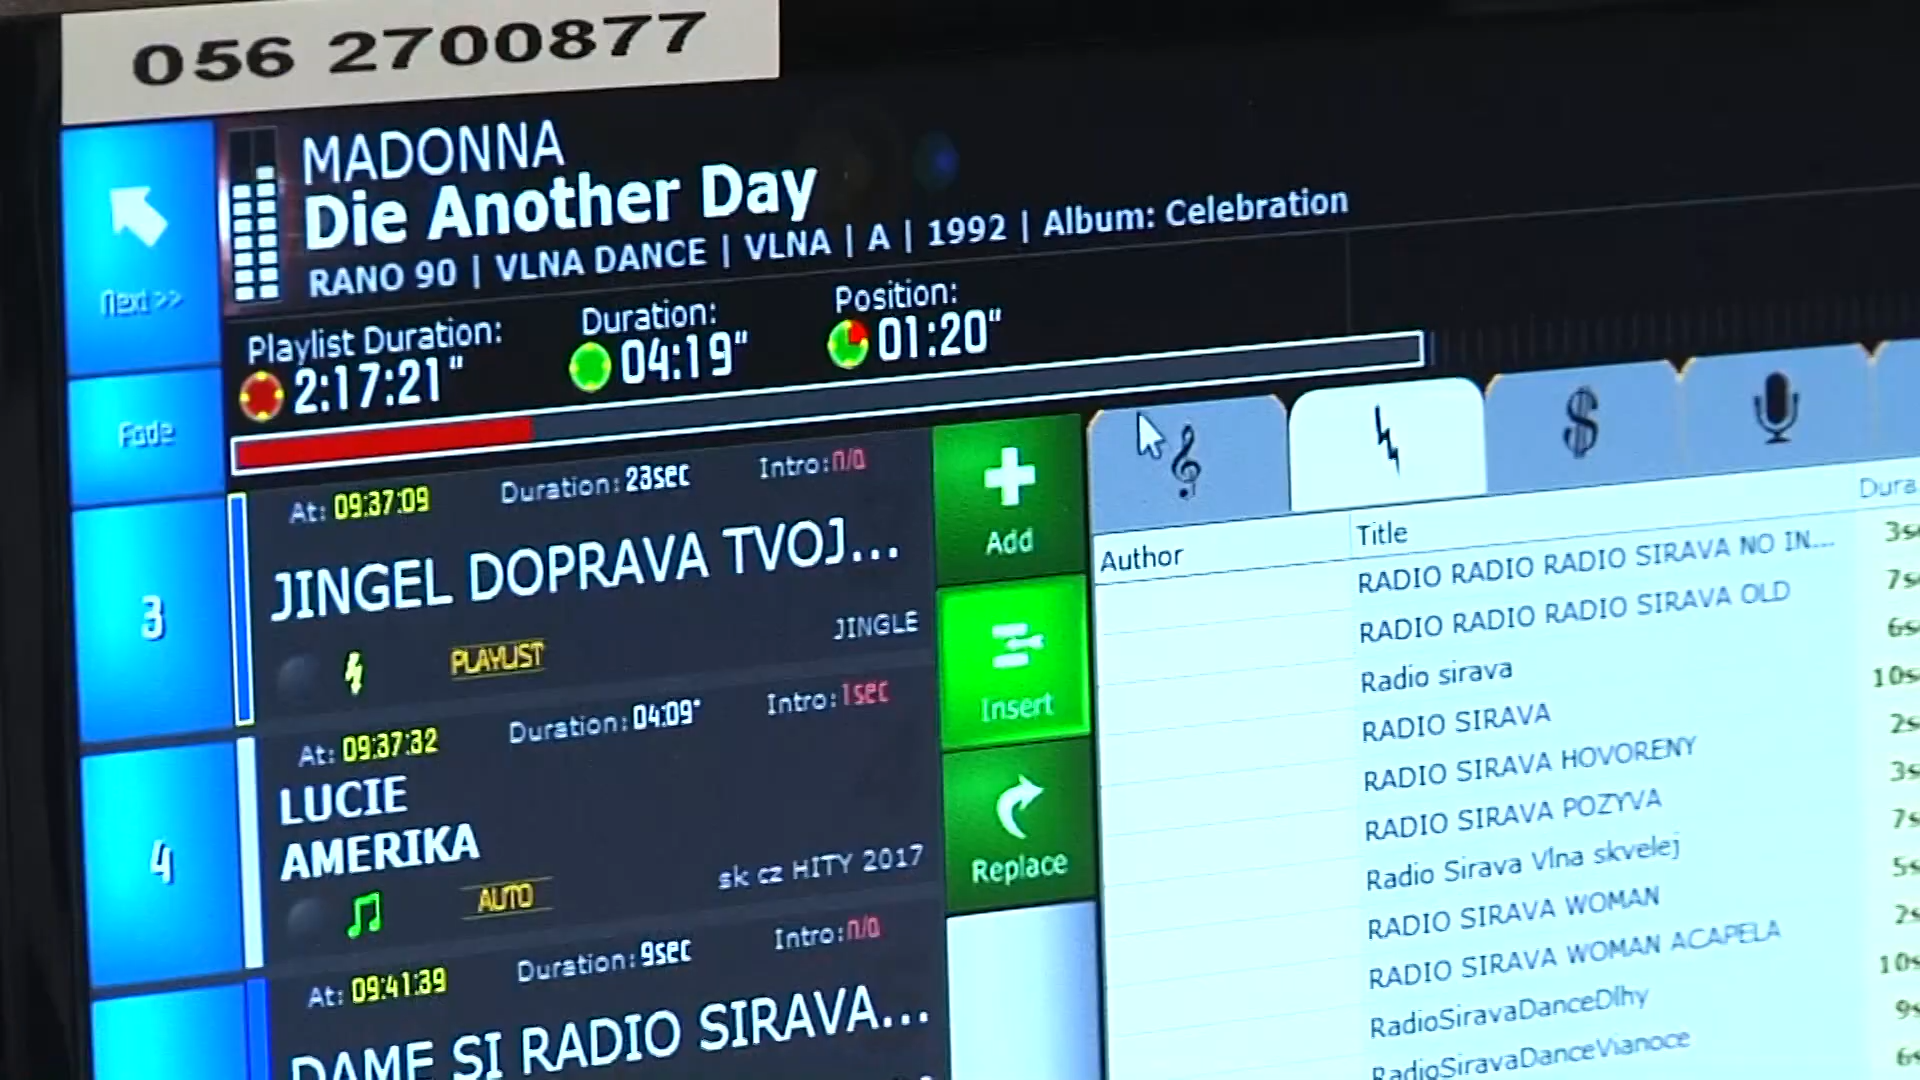 056 2700877
MADONNA
Die Another Day
RANO 90 | VLNA DANCE | VLNA | A | 1992 | Album: Celebration
Next >>
Playlist Duration:
2:17:21"
Duration:
04:19"
Position:
01:20"
Fade
At: 09:37:09
Duration: 23sec
Intro: n/a
3
JINGEL DOPRAVA TVOJ...
PLAYLIST
JINGLE
At: 09:37:32
Duration: 04:09"
Intro: 1sec
4
LUCIE
AMERIKA
AUTO
sk cz HITY 2017
At: 09:41:39
Duration: 9sec
Intro: n/a
DAME SI RADIO SIRAVA...
Add
Insert
Replace
$
Author
Title
RADIO RADIO RADIO SIRAVA NO IN...
RADIO RADIO RADIO SIRAVA OLD
Radio sirava
RADIO SIRAVA
RADIO SIRAVA HOVORENY
RADIO SIRAVA POZYVA
Radio Sirava Vlna skvelej
RADIO SIRAVA WOMAN
RADIO SIRAVA WOMAN ACAPELA
RadioSiravaDanceDlhy
RadioSiravaDanceVianoce